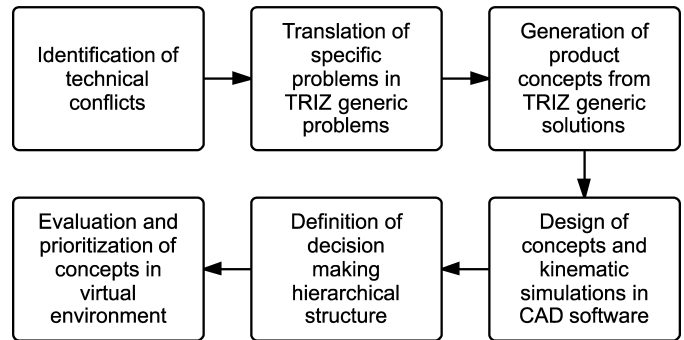 Identification of
technical
conflicts
Translation of
specific
problems in
TRIZ generic
problems
Generation of
product
concepts from
TRIZ generic
solutions
Design of
concepts and
kinematic
simulations in
CAD software
Definition of
decision
making
hierarchical
structure
Evaluation and
prioritization of
concepts in
virtual
environment